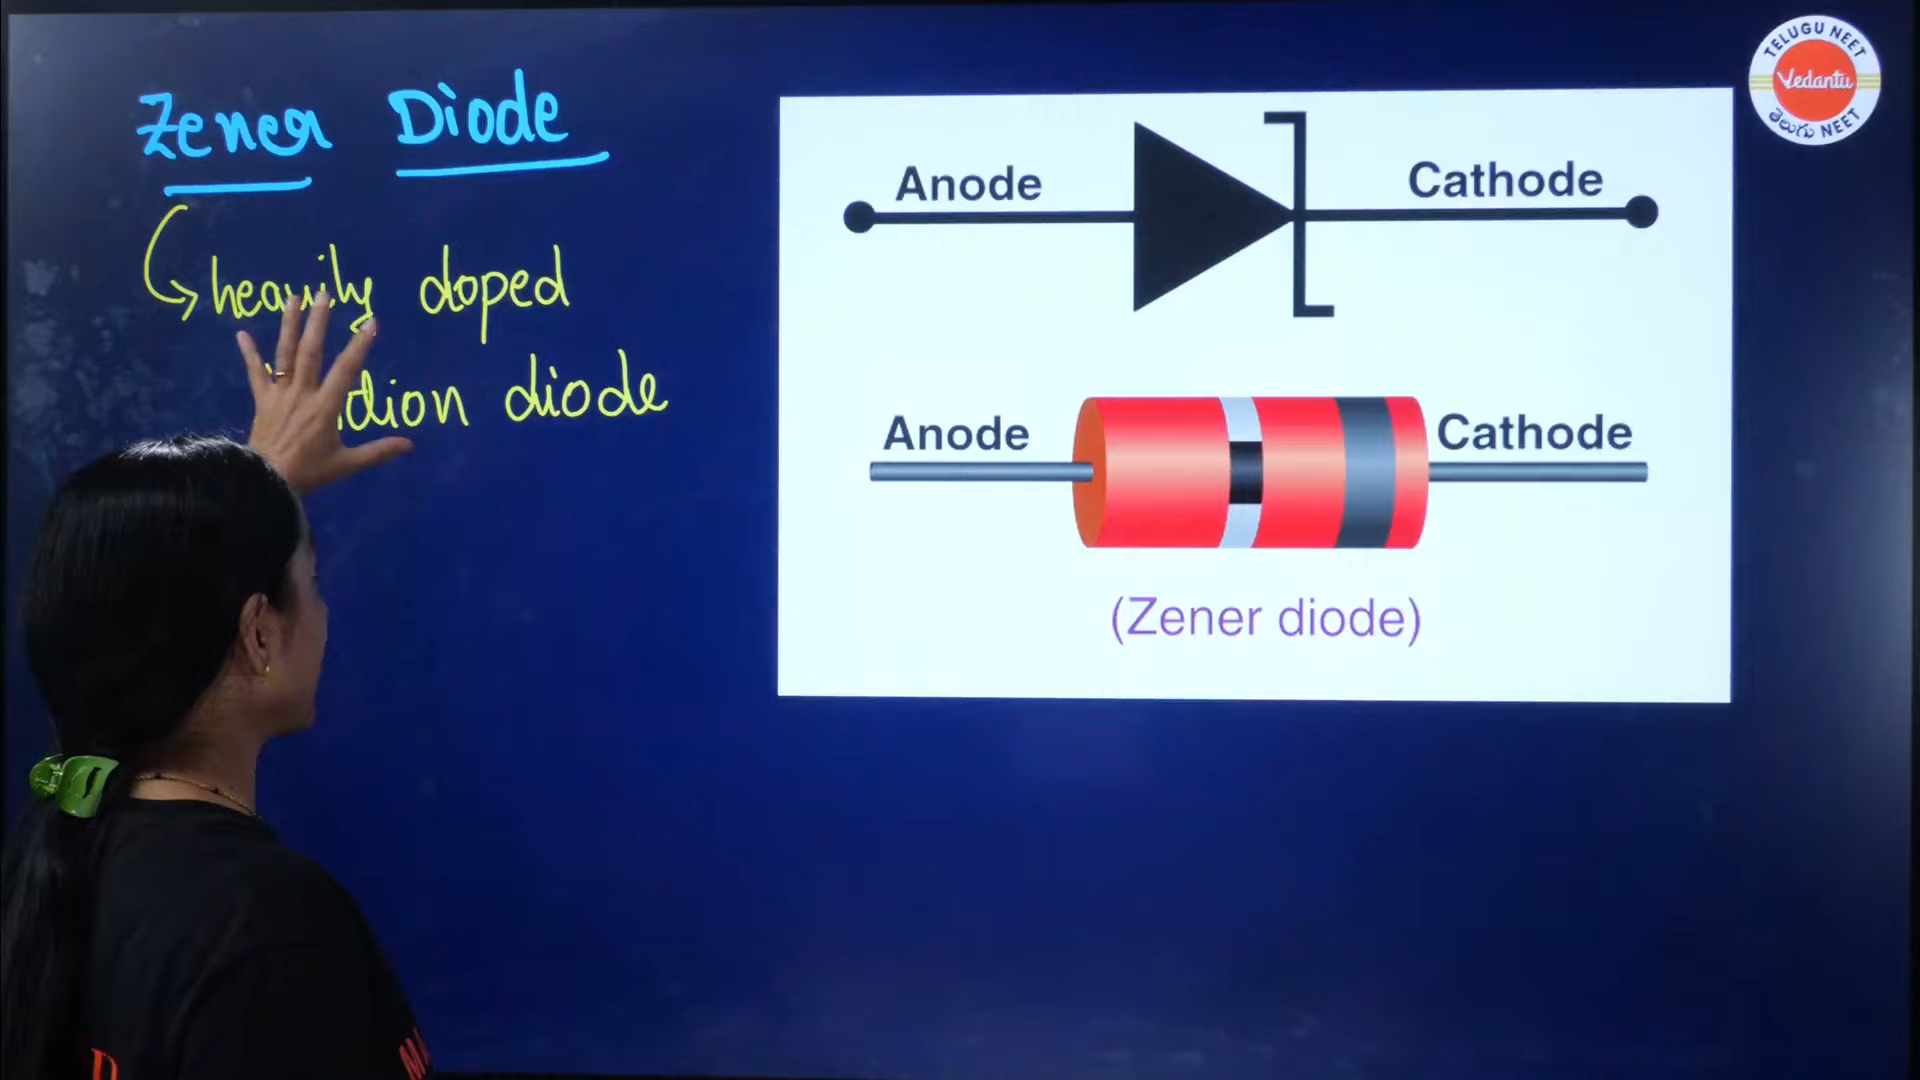 Zener Diode
heavily doped
diode
Anode
Cathode
Anode
Cathode
(Zener diode)
TELUGU NEET
Vedantu
తెలుగు NEET